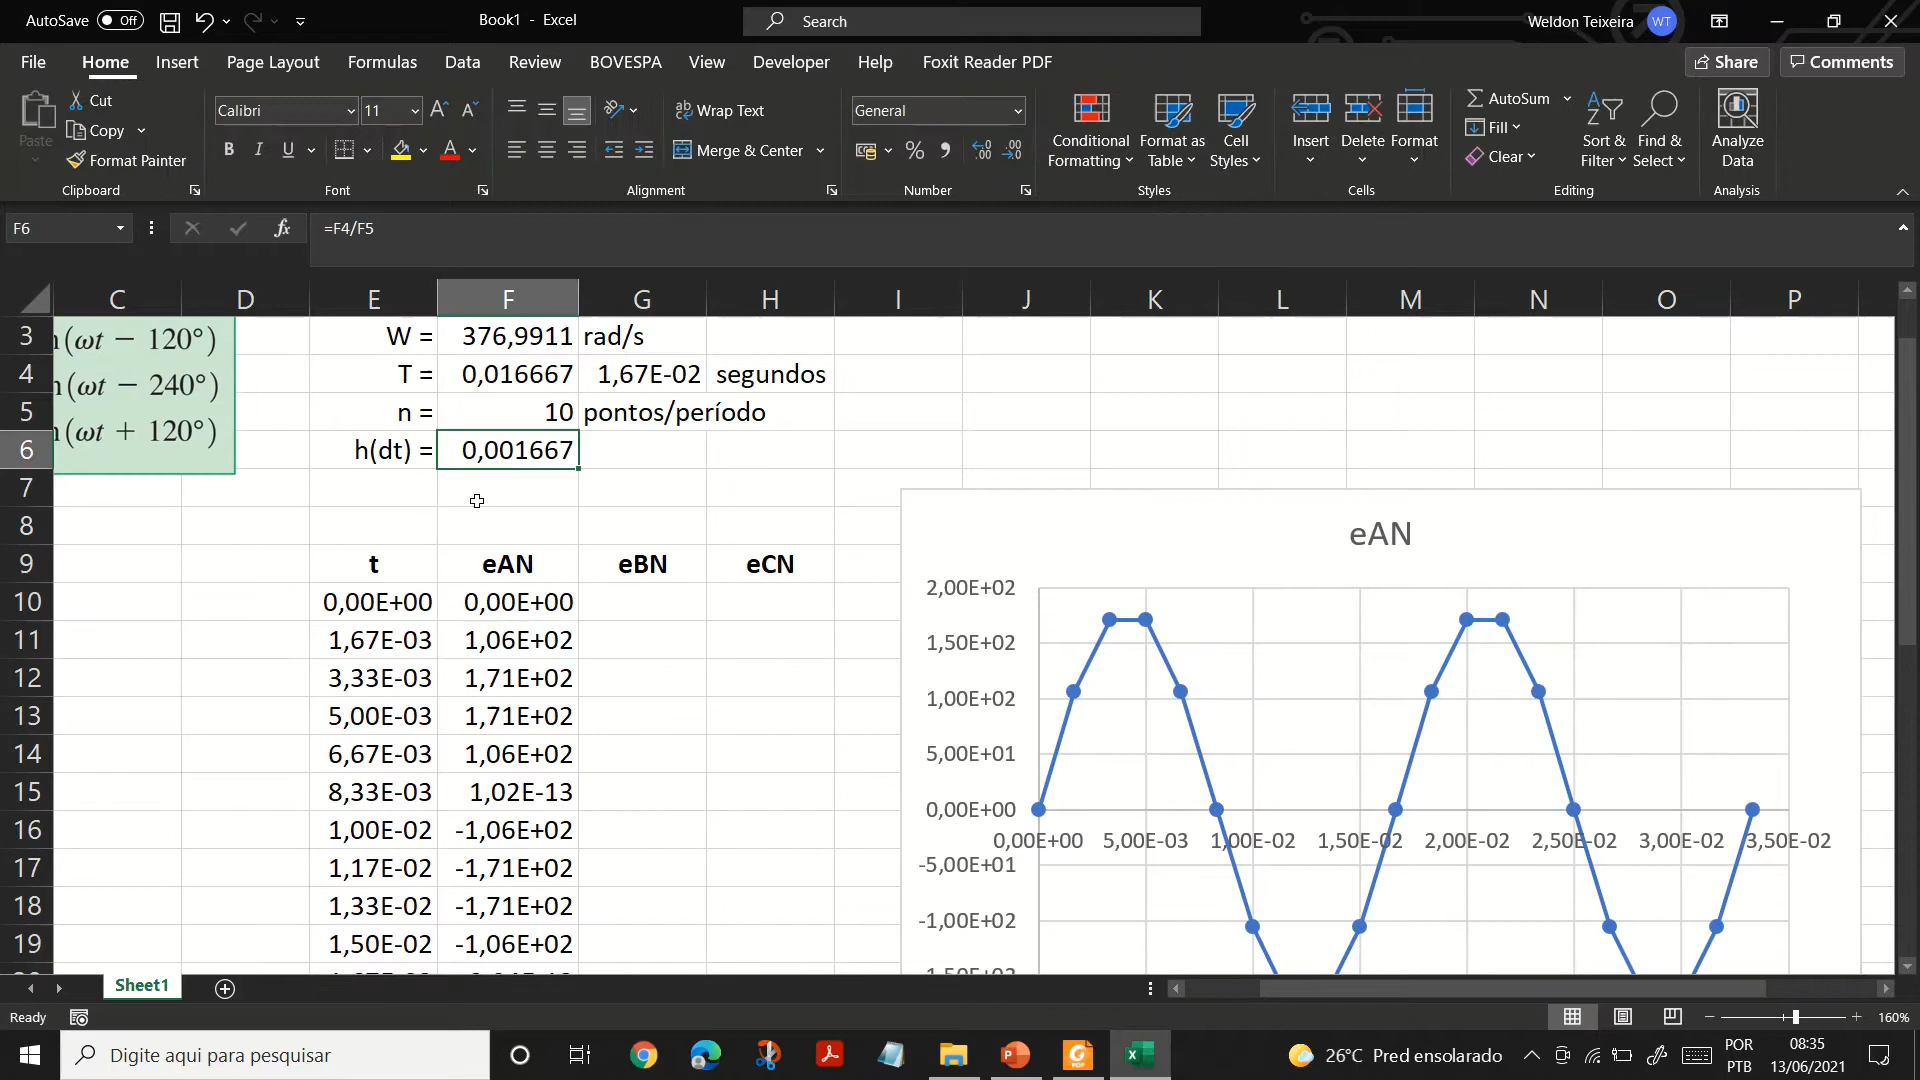 AutoSave Off
Book1 - Excel
Search
Weldon Teixeira WT
File Home Insert Page Layout Formulas Data Review BOVESPA View Developer Help Foxit Reader PDF Share Comments
Paste
Cut
Copy
Format Painter
Clipboard
Calibri 11
B I U
Font
Wrap Text
Merge & Center
Alignment
General
Number
Conditional Formatting
Format as Table
Cell Styles
Styles
Insert
Delete
Format
Cells
AutoSum
Fill
Clear
Sort & Filter
Find & Select
Editing
Analyze Data
Analysis
F6 fx =F4/F5
C D E F G H I J K L M N O P
3 (ωt − 120°) W = 376,9911 rad/s
4 (ωt − 240°) T = 0,016667 1,67E-02 segundos
5 (ωt + 120°) n = 10 pontos/período
6 h(dt) = 0,001667
7
8
9 t eAN eBN eCN
10 0,00E+00 0,00E+00
11 1,67E-03 1,06E+02
12 3,33E-03 1,71E+02
13 5,00E-03 1,71E+02
14 6,67E-03 1,06E+02
15 8,33E-03 1,02E-13
16 1,00E-02 -1,06E+02
17 1,17E-02 -1,71E+02
18 1,33E-02 -1,71E+02
19 1,50E-02 -1,06E+02
eAN
2,00E+02
1,50E+02
1,00E+02
5,00E+01
0,00E+00
0,00E+00 5,00E-03 1,00E-02 1,50E-02 2,00E-02 2,50E-02 3,00E-02 3,50E-02
-5,00E+01
-1,00E+02
Sheet1
Ready
160%
Digite aqui para pesquisar
26°C Pred ensolarado
POR
PTB
08:35
13/06/2021